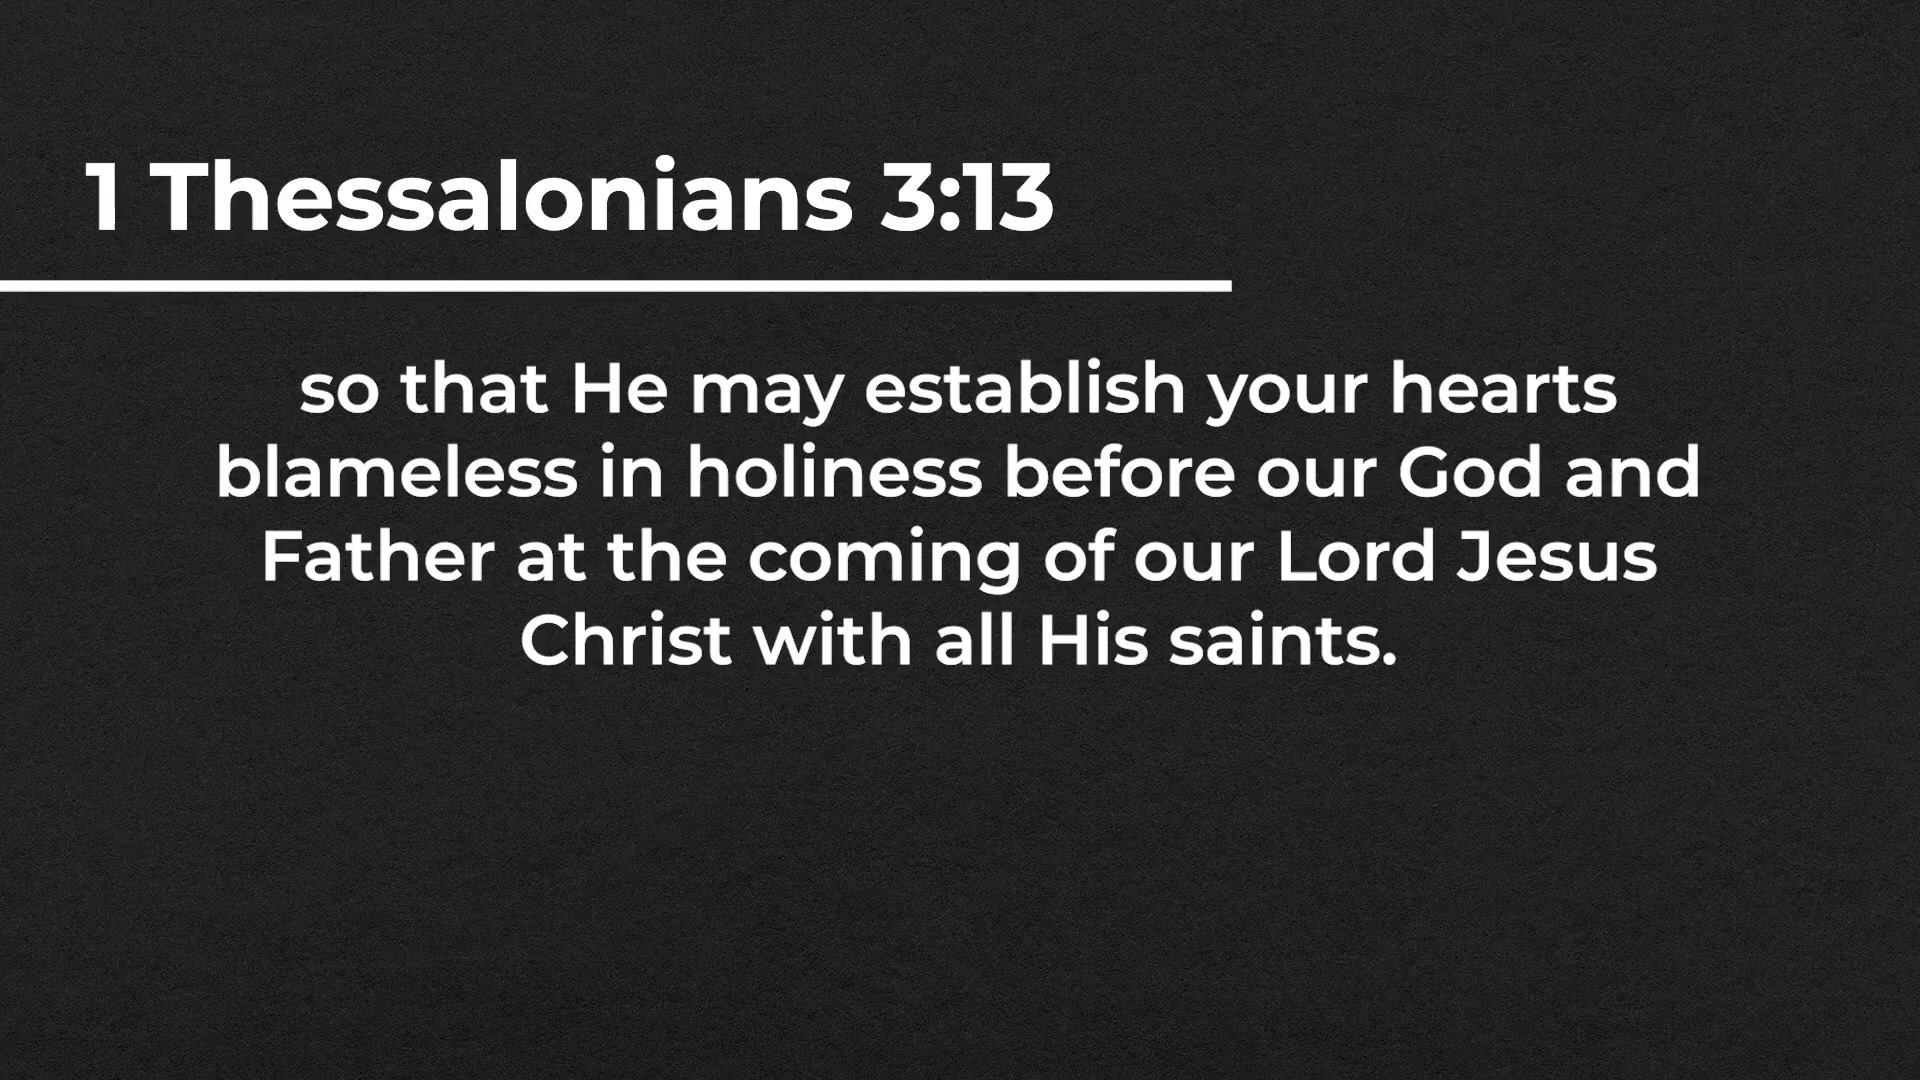 1 Thessalonians 3:13
so that He may establish your hearts
blameless in holiness before our God and
Father at the coming of our Lord Jesus
Christ with all His saints.